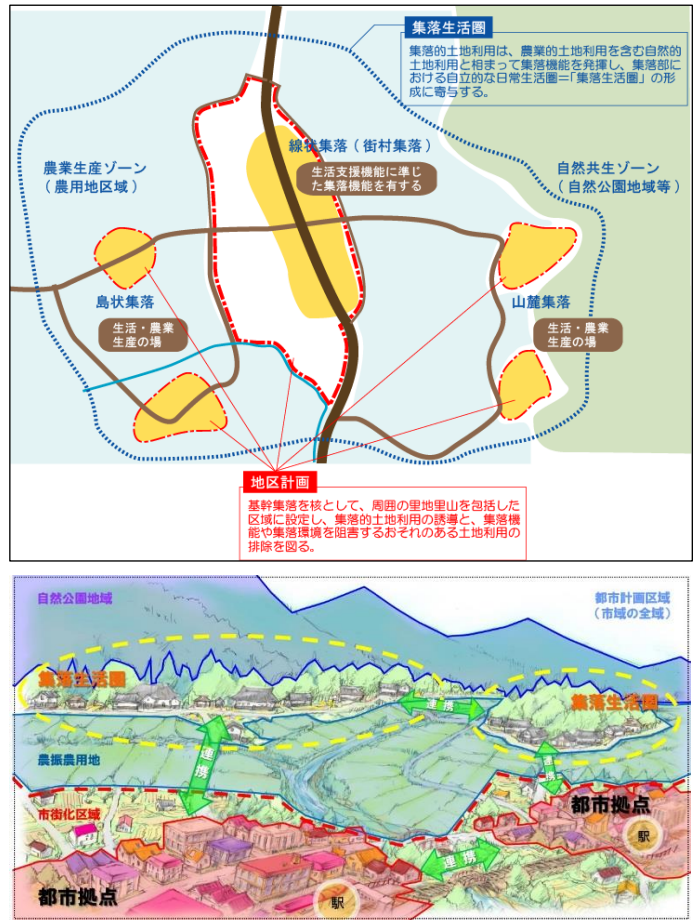 集落生活圏
集落的土地利用は、農業的土地利用を含む自然的
土地利用と相まって集落機能を発揮し、集落部に
おける自立的な日常生活圏＝「集落生活圏」の形
成に寄与する。
線状集落（街村集落）
生活支援機能に準じ
た集落機能を有する
農業生産ゾーン
（農用地区域）
自然共生ゾーン
（自然公園地域等）
島状集落
生活・農業
生産の場
山麓集落
生活・農業
生産の場
地区計画
基幹集落を核として、周囲の里地里山を包括した
区域に設定し、集落的土地利用の誘導と、集落機
能や集落環境を阻害するおそれのある土地利用の
排除を図る。
自然公園地域
都市計画区域
（市域の全域）
集落生活圏
集落生活圏
連携
農振農用地
連携
連携
市街化区域
都市拠点
駅
連携
都市拠点
駅